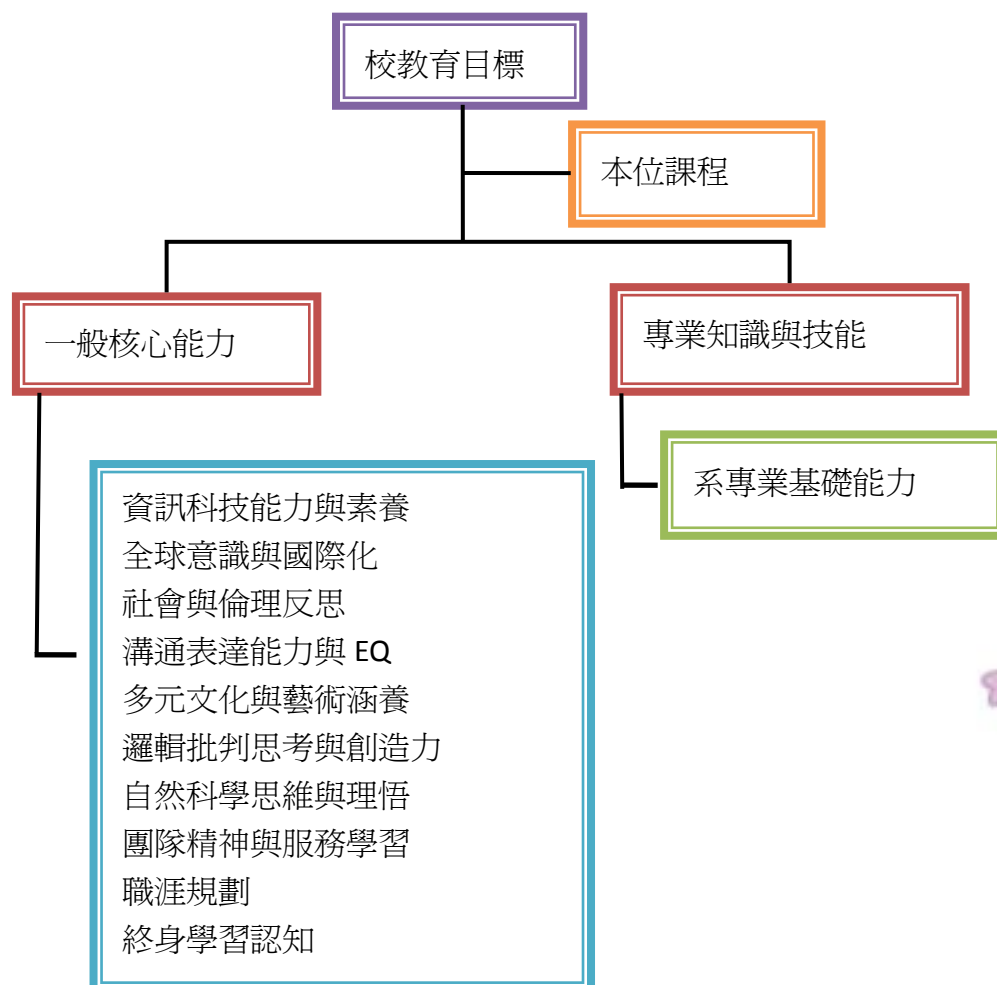 校教育目標
本位課程
一般核心能力
專業知識與技能
系專業基礎能力
資訊科技能力與素養
全球意識與國際化
社會與倫理反思
溝通表達能力與 EQ
多元文化與藝術涵養
邏輯批判思考與創造力
自然科學思維與理悟
團隊精神與服務學習
職涯規劃
終身學習認知